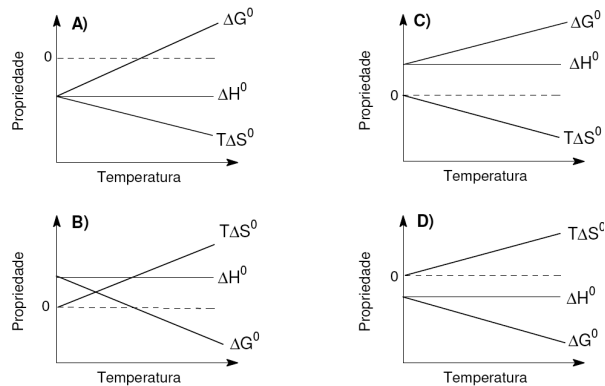 A)
ΔG⁰
0
ΔH⁰
TΔS⁰
Propriedade
Temperatura
C)
ΔG⁰
ΔH⁰
0
TΔS⁰
Propriedade
Temperatura
B)
TΔS⁰
ΔH⁰
0
ΔG⁰
Propriedade
Temperatura
D)
TΔS⁰
0
ΔH⁰
ΔG⁰
Propriedade
Temperatura